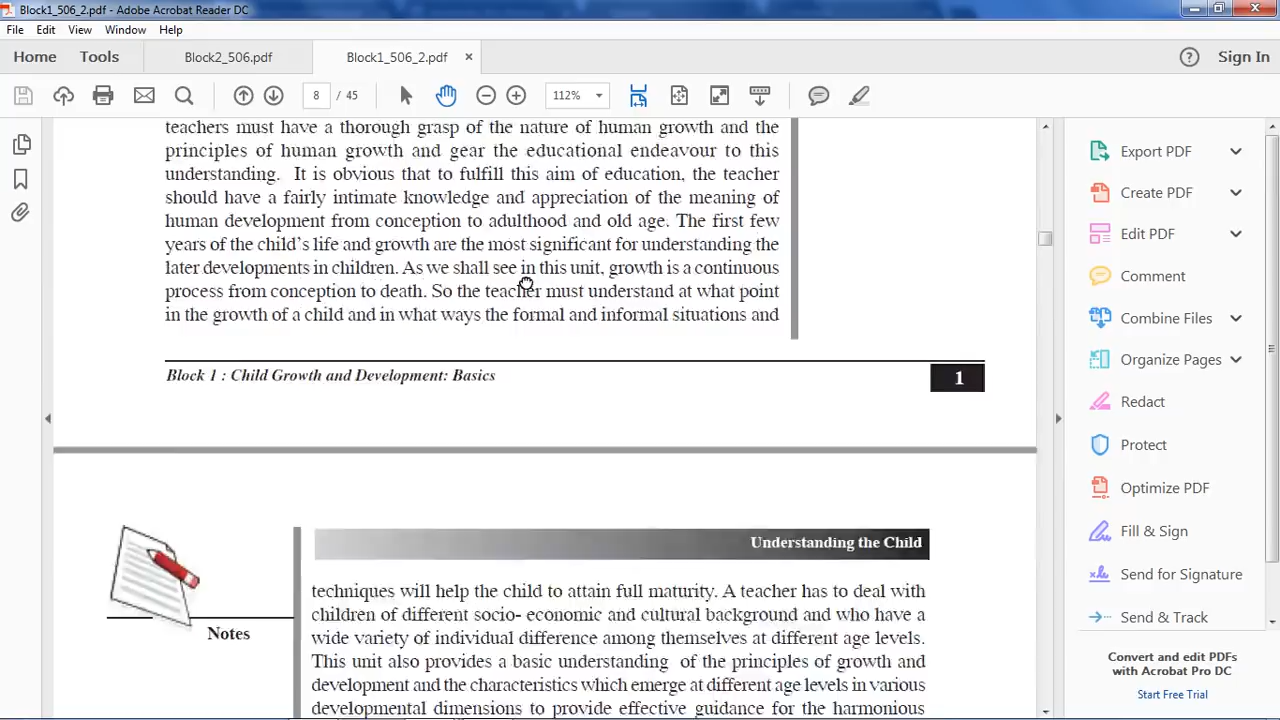 Block1_506_2.pdf - Adobe Acrobat Reader DC
File Edit View Window Help
Home Tools Block2_506.pdf Block1_506_2.pdf × Sign In
8 / 45 112%
teachers must have a thorough grasp of the nature of human growth and the
principles of human growth and gear the educational endeavour to this
understanding. It is obvious that to fulfill this aim of education, the teacher
should have a fairly intimate knowledge and appreciation of the meaning of
human development from conception to adulthood and old age. The first few
years of the child's life and growth are the most significant for understanding the
later developments in children. As we shall see in this unit, growth is a continuous
process from conception to death. So the teacher must understand at what point
in the growth of a child and in what ways the formal and informal situations and
Block 1 : Child Growth and Development: Basics 1
Understanding the Child
Notes
techniques will help the child to attain full maturity. A teacher has to deal with
children of different socio- economic and cultural background and who have a
wide variety of individual difference among themselves at different age levels.
This unit also provides a basic understanding of the principles of growth and
development and the characteristics which emerge at different age levels in various
developmental dimensions to provide effective guidance for the harmonious
Export PDF
Create PDF
Edit PDF
Comment
Combine Files
Organize Pages
Redact
Protect
Optimize PDF
Fill & Sign
Send for Signature
Send & Track
Convert and edit PDFs
with Acrobat Pro DC
Start Free Trial